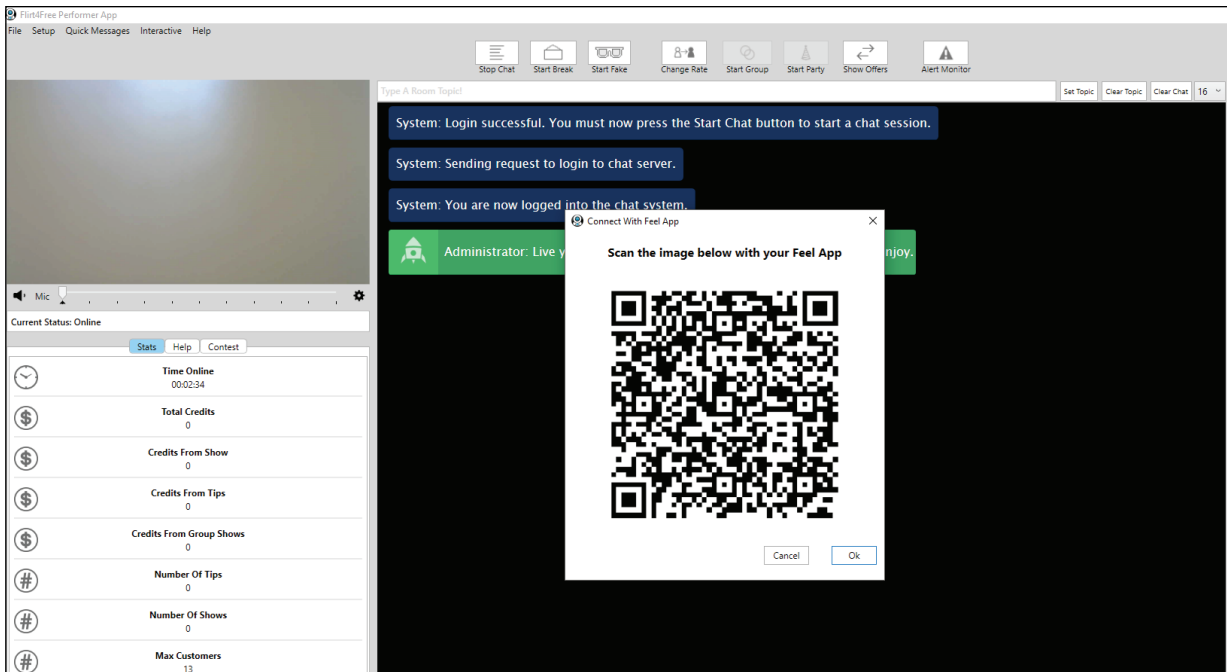 Flirt4Free Performer App
File Setup Quick Messages Interactive Help
Stop Chat Start Break Start Fake Change Rate Start Group Start Party Show Offers Alert Monitor
Type A Room Topic!
Set Topic Clear Topic Clear Chat 16
System: Login successful. You must now press the Start Chat button to start a chat session.
System: Sending request to login to chat server.
System: You are now logged into the chat system.
Connect With Feel App
Administrator: Live y
njoy.
Scan the image below with your Feel App
Cancel Ok
Mic
Current Status: Online
Stats Help Contest
Time Online
00:02:34
Total Credits
0
Credits From Show
0
Credits From Tips
0
Credits From Group Shows
0
Number Of Tips
0
Number Of Shows
0
Max Customers
13